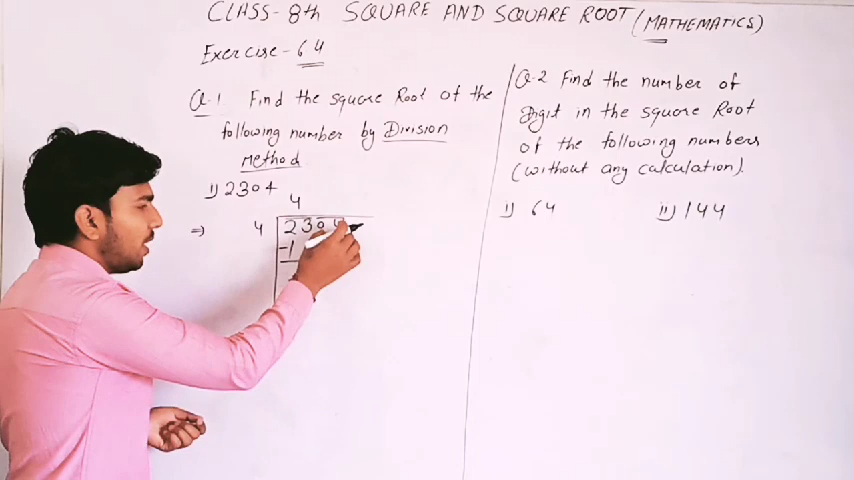 CLASS-8th SQUARE AND SQUARE ROOT (MATHEMATICS)
Exercise-64
Q.1 Find the square Root of the
following number by Division
Method
1) 2304
4
⇒ 4 2304
-1
Q.2 Find the number of
Digit in the square Root
of the following numbers
(without any calculation).
1) 64 11) 144